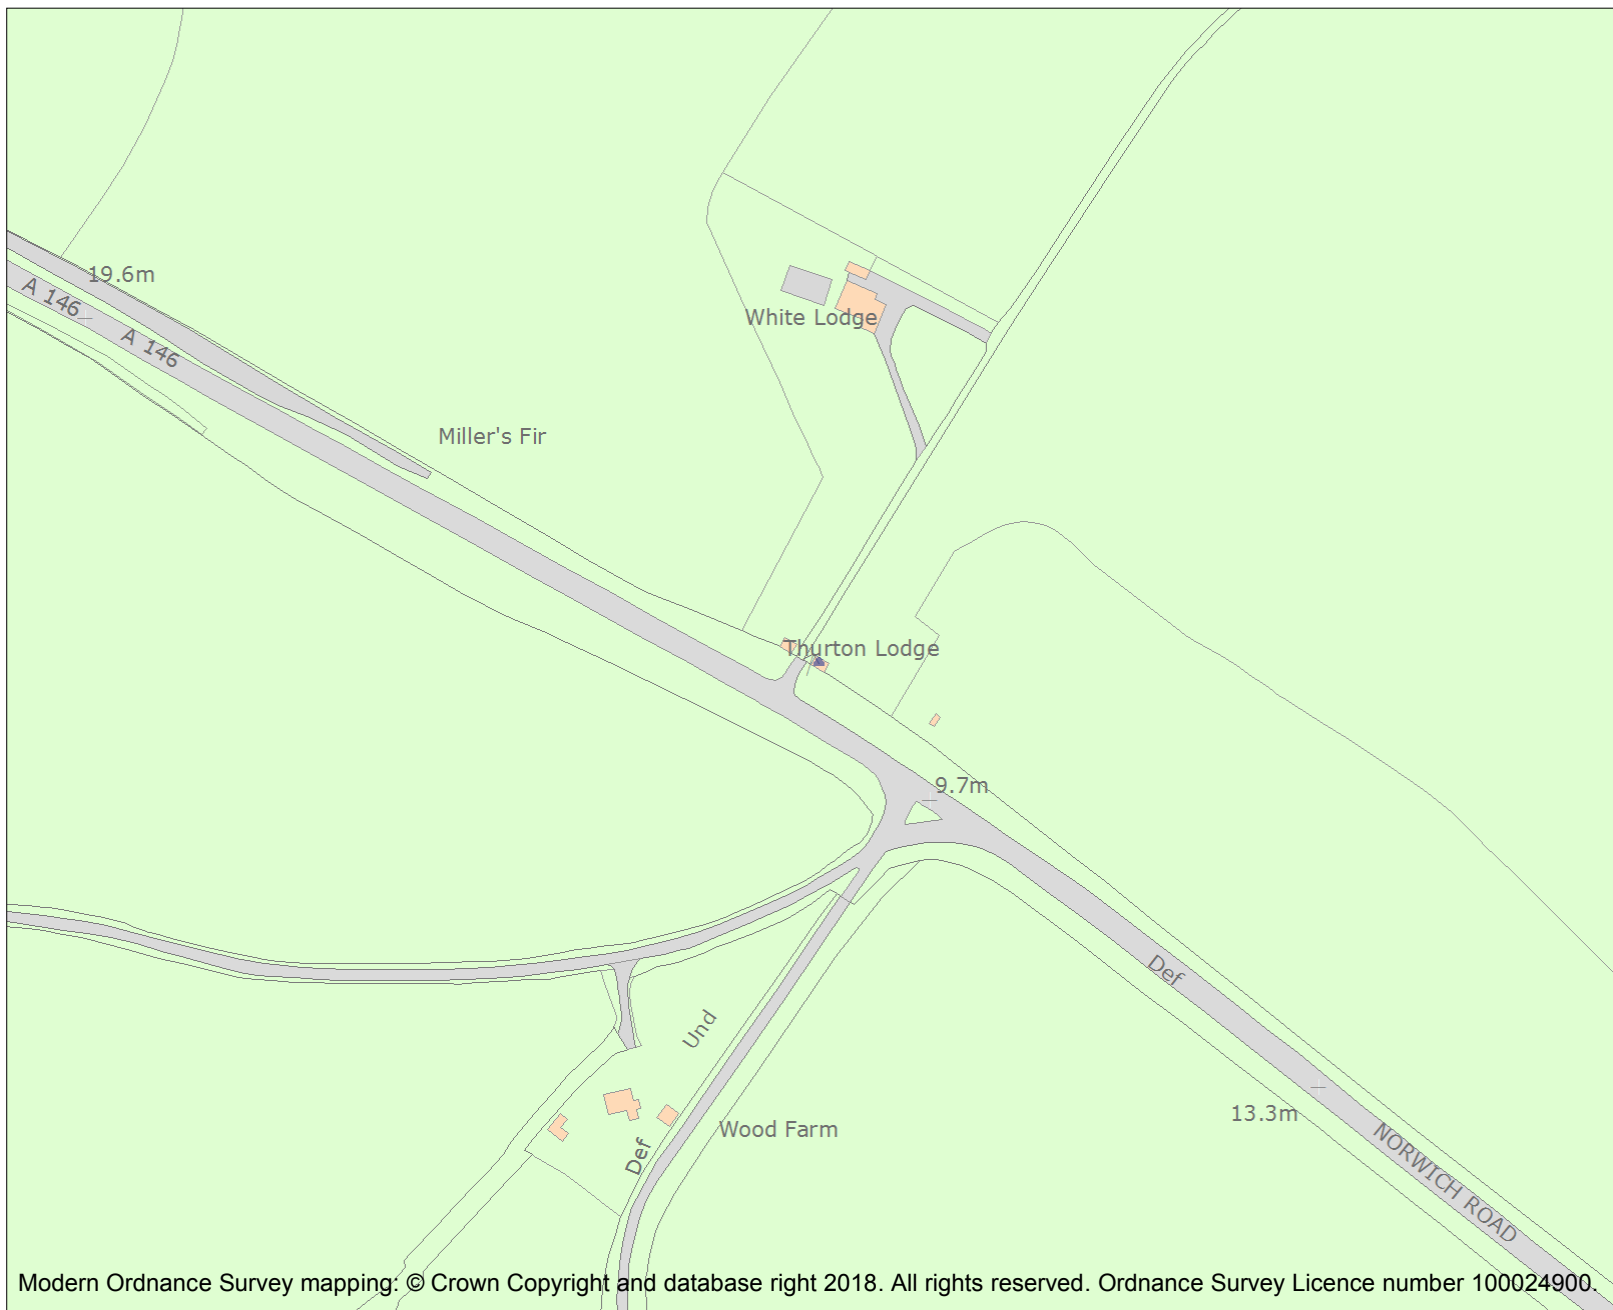 19.6m
A 146
A 146
White Lodge
Miller's Fir
Thurton Lodge
9.7m
Def
Und
13.3m
Wood Farm
Def
NORWICH ROAD
Modern Ordnance Survey mapping: © Crown Copyright and database right 2018. All rights reserved. Ordnance Survey Licence number 100024900.